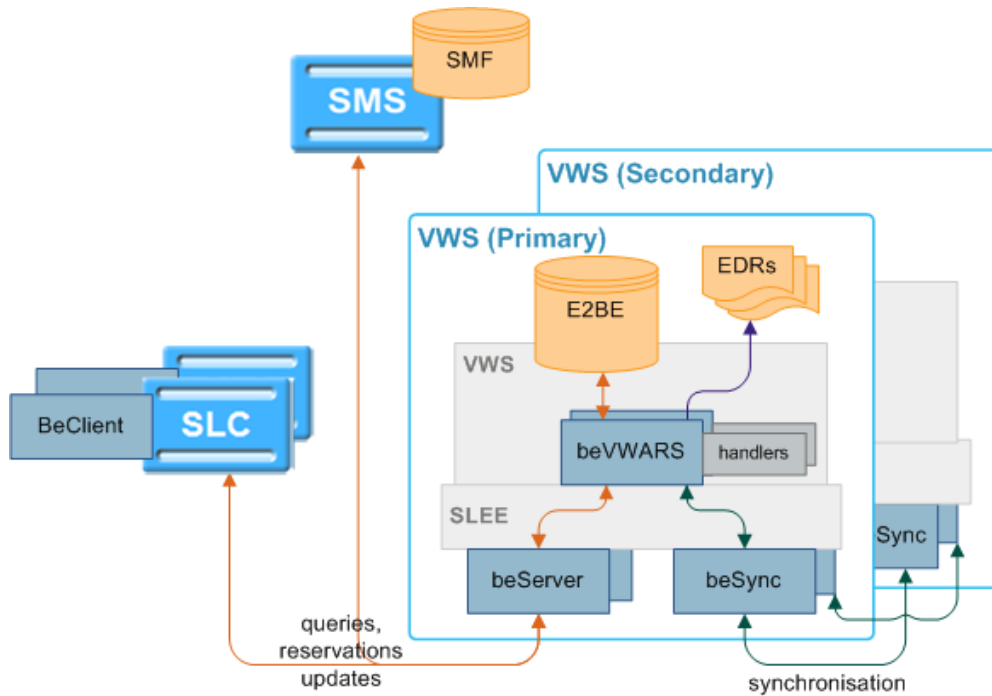 SMF
SMS
VWS (Secondary)
VWS (Primary)
EDRs
E2BE
VWS
BeClient
SLC
beVWARS
handlers
SLEE
Sync
beServer
beSync
queries,
reservations
updates
synchronisation